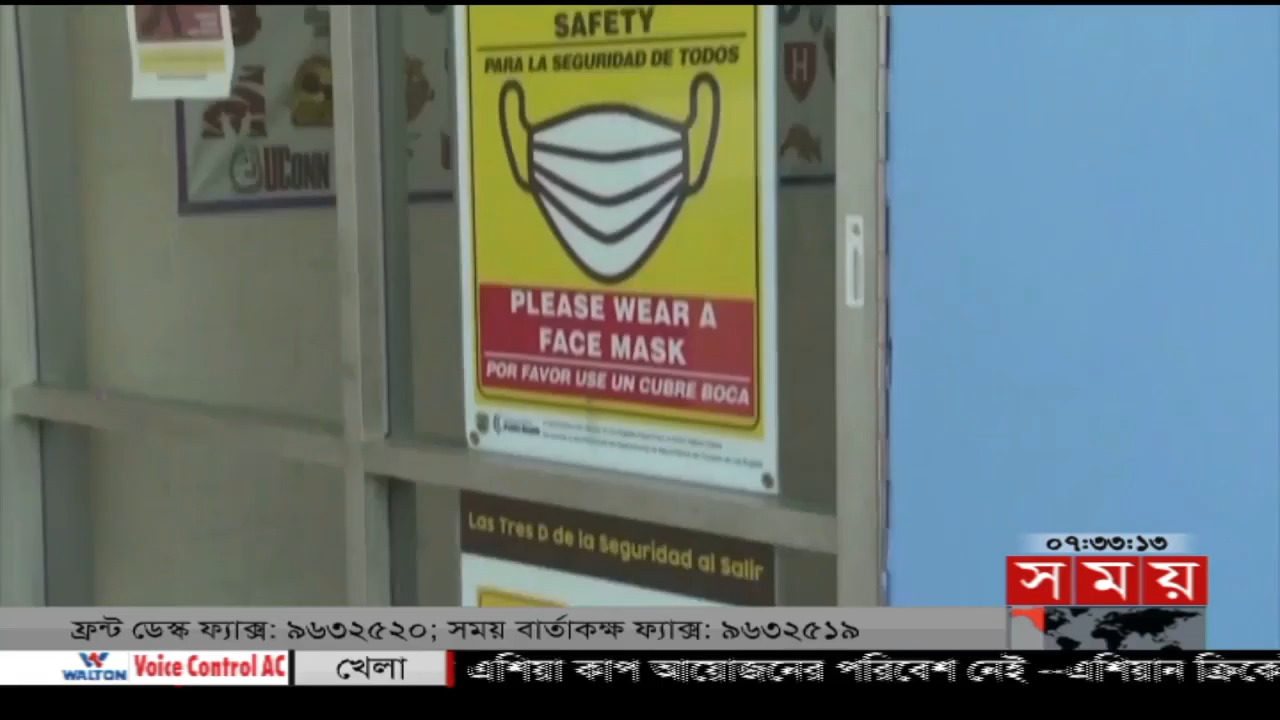 SAFETY
PARA LA SEGURIDAD DE TODOS
H
UCONN
PLEASE WEAR A
FACE MASK
POR FAVOR USE UN CUBRE BOCA
Las Tres D de la Seguridad al Salir
০৭:৩৩:১৩
সময়
ফ্রন্ট ডেস্ক ফ্যাক্স: ৯৬৩২৫২০; সময় বার্তাকক্ষ ফ্যাক্স: ৯৬৩২৫১৯
WALTON Voice Control AC খেলা এশিয়া কাপ আয়োজনের পরিবেশ নেই --এশিয়ান ক্রিকে